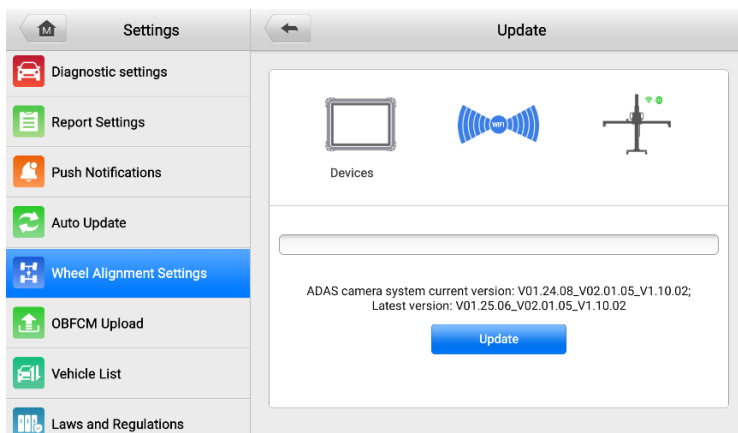 M
Settings
Update
Diagnostic settings
Report Settings
Push Notifications
Auto Update
Wheel Alignment Settings
OBFCM Upload
Vehicle List
Laws and Regulations
WIFI
Devices
ADAS camera system current version: V01.24.08_V02.01.05_V1.10.02;
Latest version: V01.25.06_V02.01.05_V1.10.02
Update